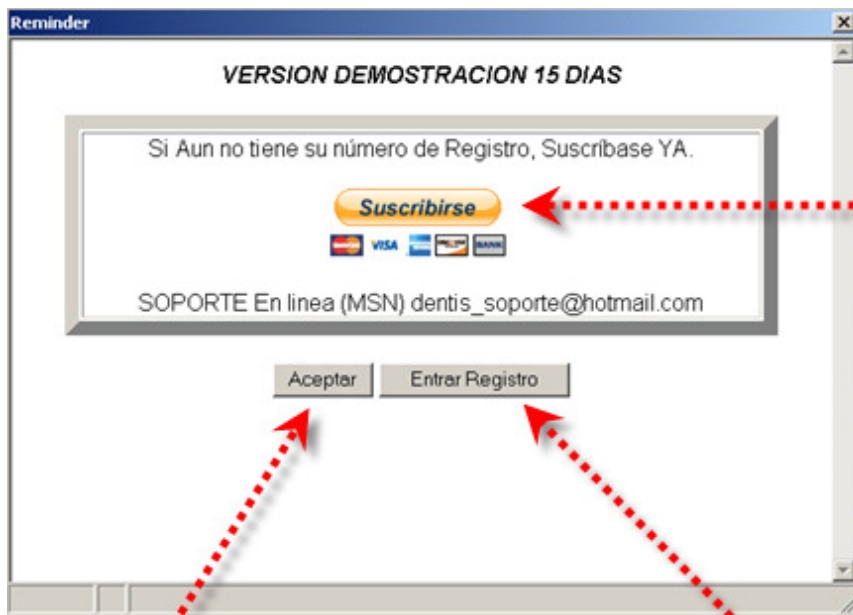 Reminder
VERSION DEMOSTRACION 15 DIAS
Si Aun no tiene su número de Registro, Suscríbase YA.
Suscribirse
VISA BANK
SOPORTE En linea (MSN) dentis_soporte@hotmail.com
Aceptar Entrar Registro